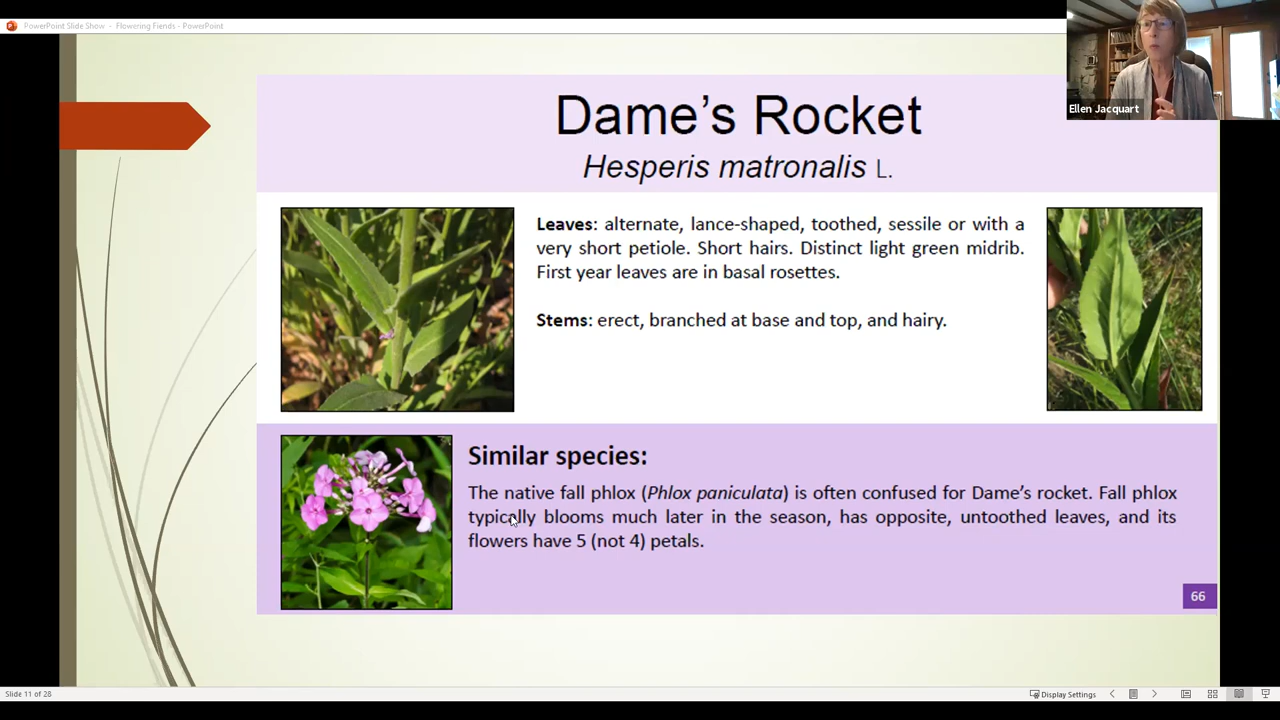 PowerPoint Slide Show - Flowering Fiends - PowerPoint
Ellen Jacquart
Dame’s Rocket
Hesperis matronalis L.
Leaves: alternate, lance-shaped, toothed, sessile or with a
very short petiole. Short hairs. Distinct light green midrib.
First year leaves are in basal rosettes.
Stems: erect, branched at base and top, and hairy.
Similar species:
The native fall phlox (Phlox paniculata) is often confused for Dame’s rocket. Fall phlox
typically blooms much later in the season, has opposite, untoothed leaves, and its
flowers have 5 (not 4) petals.
66
Slide 11 of 28
Display Settings